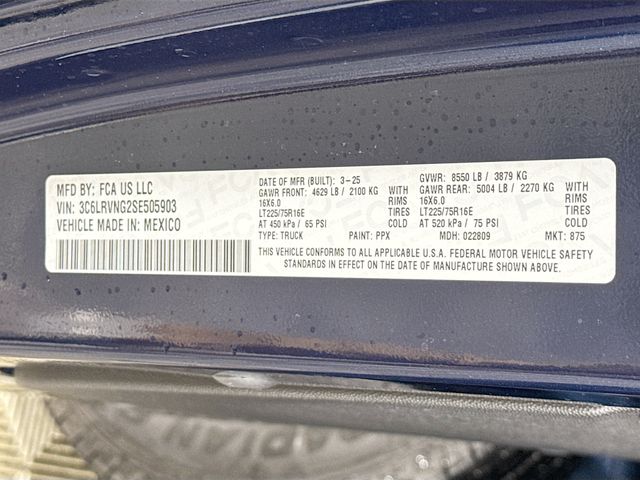 MFD BY: FCA US LLC
VIN: 3C6LRVNG2SE505903
VEHICLE MADE IN: MEXICO
DATE OF MFR (BUILT): 3-25
GAWR FRONT: 4629 LB / 2100 KG WITH
16X6.0 RIMS
LT225/75R16E TIRES
AT 450 kPa / 65 PSI COLD
TYPE: TRUCK PAINT: PPX
GVWR: 8550 LB / 3879 KG
GAWR REAR: 5004 LB / 2270 KG WITH
16X6.0 RIMS
LT225/75R16E TIRES
AT 520 kPa / 75 PSI COLD
MDH: 022809 MKT: 875
THIS VEHICLE CONFORMS TO ALL APPLICABLE U.S.A. FEDERAL MOTOR VEHICLE SAFETY
STANDARDS IN EFFECT ON THE DATE OF MANUFACTURE SHOWN ABOVE.